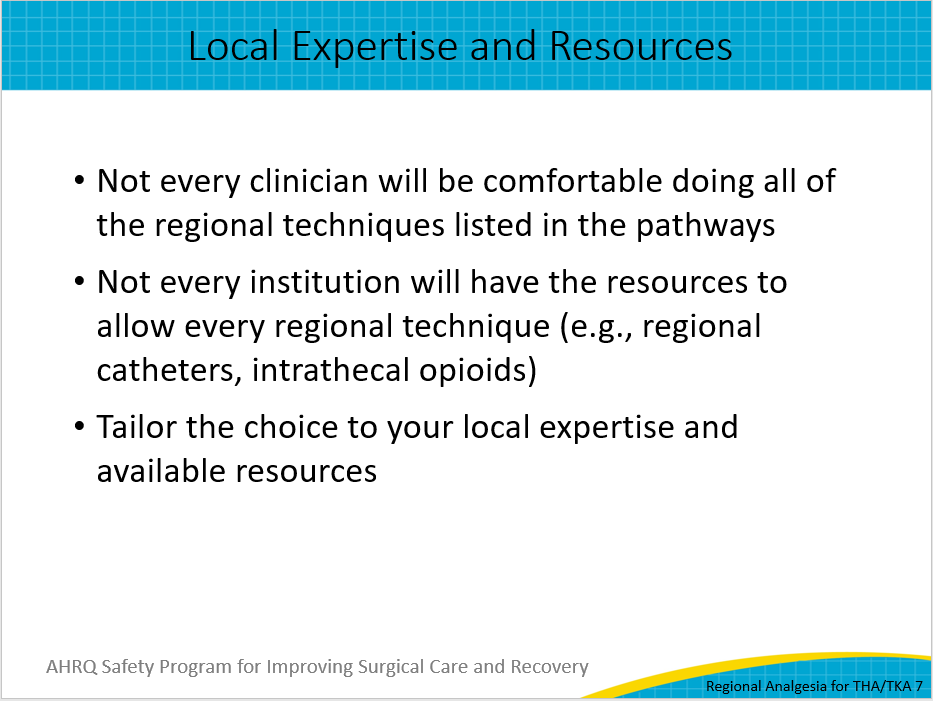 Local Expertise and Resources
• Not every clinician will be comfortable doing all of
the regional techniques listed in the pathways
• Not every institution will have the resources to
allow every regional technique (e.g., regional
catheters, intrathecal opioids)
• Tailor the choice to your local expertise and
available resources
AHRQ Safety Program for Improving Surgical Care and Recovery
Regional Analgesia for THA/TKA 7